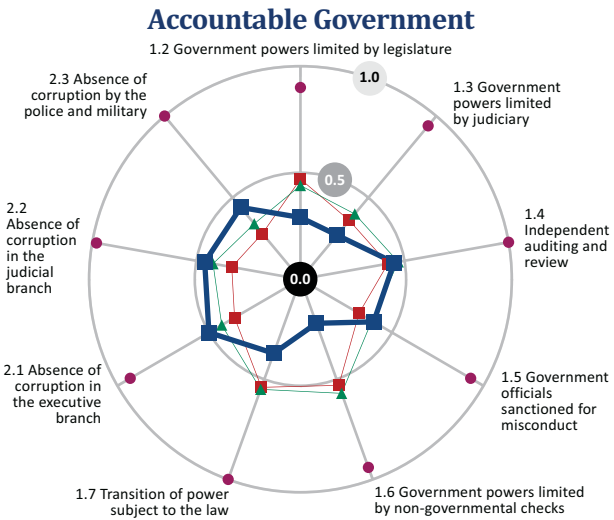 Accountable Government
1.2 Government powers limited by legislature
1.0
2.3 Absence of
corruption by the
police and military
1.3 Government
powers limited
by judiciary
0.5
2.2
Absence of
corruption
in the
judicial
branch
1.4
Independent
auditing and
review
0.0
2.1 Absence of
corruption in
the executive
branch
1.5 Government
officials
sanctioned for
misconduct
1.7 Transition of power
subject to the law
1.6 Government powers limited
by non-governmental checks